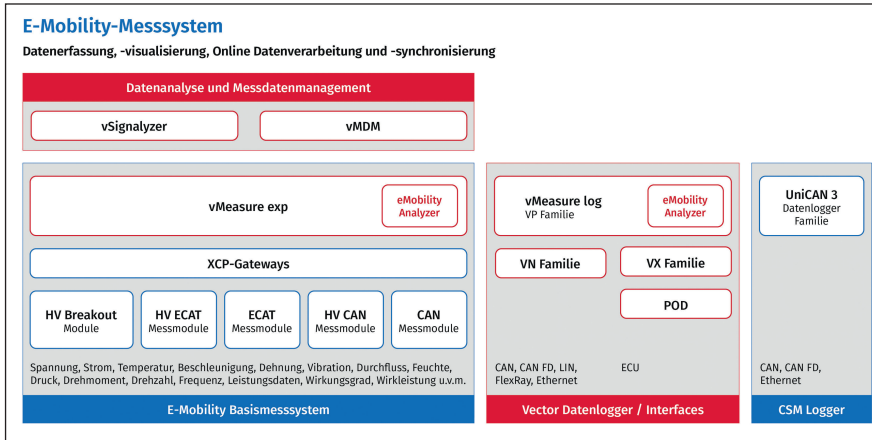 E-Mobility-Messsystem
Datenerfassung, -visualisierung, Online Datenverarbeitung und -synchronisierung
Datenanalyse und Messdatenmanagement
vSignalyzer
vMDM
vMeasure exp
eMobility
Analyzer
XCP-Gateways
HV Breakout
Module
HV ECAT
Messmodule
ECAT
Messmodule
HV CAN
Messmodule
CAN
Messmodule
Spannung, Strom, Temperatur, Beschleunigung, Dehnung, Vibration, Durchfluss, Feuchte,
Druck, Drehmoment, Drehzahl, Frequenz, Leistungsdaten, Wirkungsgrad, Wirkleistung u.v.m.
E-Mobility Basismesssystem
vMeasure log
VP Familie
eMobility
Analyzer
VN Familie
VX Familie
POD
CAN, CAN FD, LIN,
FlexRay, Ethernet
ECU
Vector Datenlogger / Interfaces
UniCAN 3
Datenlogger
Familie
CAN, CAN FD,
Ethernet
CSM Logger